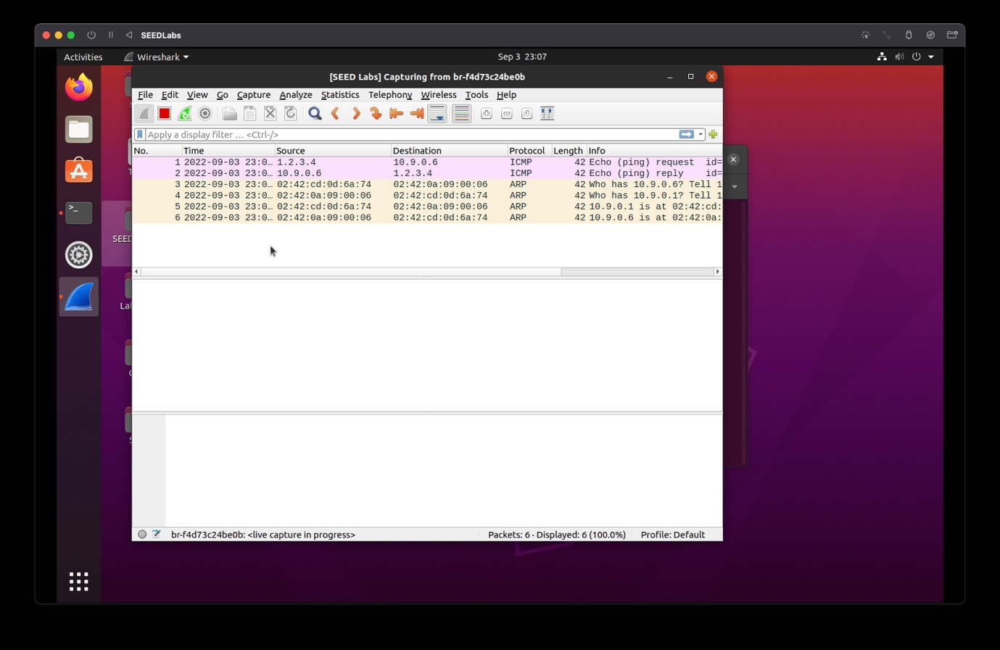 SEEDLabs
Activities Wireshark Sep 3 23:07
[SEED Labs] Capturing from br-f4d73c24be0b
File Edit View Go Capture Analyze Statistics Telephony Wireless Tools Help
Apply a display filter … <Ctrl-/>
No. Time Source Destination Protocol Length Info
1 2022-09-03 23:0… 1.2.3.4 10.9.0.6 ICMP 42 Echo (ping) request id=
2 2022-09-03 23:0… 10.9.0.6 1.2.3.4 ICMP 42 Echo (ping) reply id=
3 2022-09-03 23:0… 02:42:cd:0d:6a:74 02:42:0a:09:00:06 ARP 42 Who has 10.9.0.6? Tell 1
4 2022-09-03 23:0… 02:42:0a:09:00:06 02:42:cd:0d:6a:74 ARP 42 Who has 10.9.0.1? Tell 1
5 2022-09-03 23:0… 02:42:cd:0d:6a:74 02:42:0a:09:00:06 ARP 42 10.9.0.1 is at 02:42:cd:
6 2022-09-03 23:0… 02:42:0a:09:00:06 02:42:cd:0d:6a:74 ARP 42 10.9.0.6 is at 02:42:0a:
SEED
br-f4d73c24be0b: <live capture in progress> Packets: 6 · Displayed: 6 (100.0%) Profile: Default